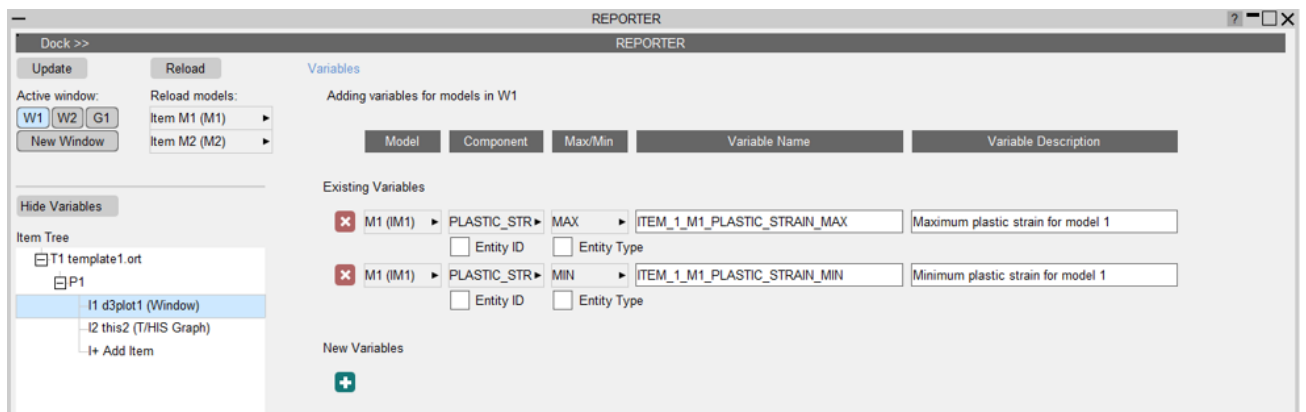 REPORTER
?
Dock >> REPORTER
Update Reload Variables
Active window: Reload models: Adding variables for models in W1
W1 W2 G1 Item M1 (M1)
New Window Item M2 (M2) Model Component Max/Min Variable Name Variable Description
Existing Variables
Hide Variables
M1 (IM1) PLASTIC_STR MAX ITEM_1_M1_PLASTIC_STRAIN_MAX Maximum plastic strain for model 1
Item Tree
Entity ID Entity Type
T1 template1.ort
P1
M1 (IM1) PLASTIC_STR MIN ITEM_1_M1_PLASTIC_STRAIN_MIN Minimum plastic strain for model 1
I1 d3plot1 (Window)
Entity ID Entity Type
I2 this2 (T/HIS Graph)
I+ Add Item
New Variables